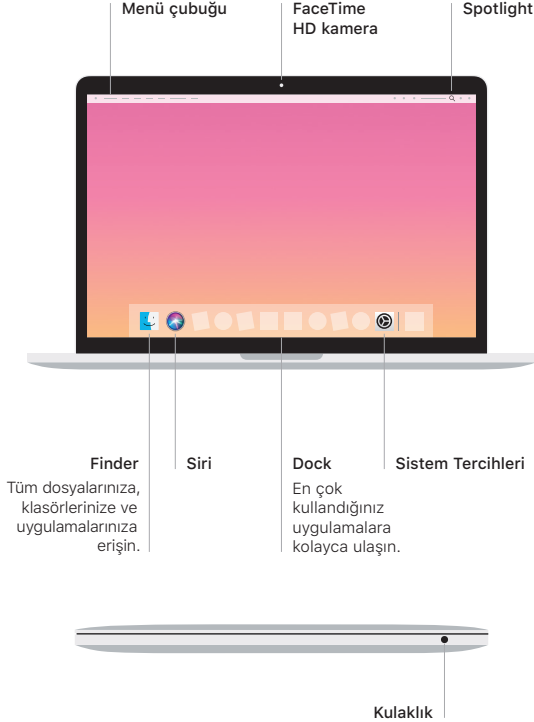 Menü çubuğu
FaceTime
HD kamera
Spotlight
Finder
Tüm dosyalarınıza,
klasörlerinize ve
uygulamalarınıza
erişin.
Siri
Dock
En çok
kullandığınız
uygulamalara
kolayca ulaşın.
Sistem Tercihleri
Kulaklık